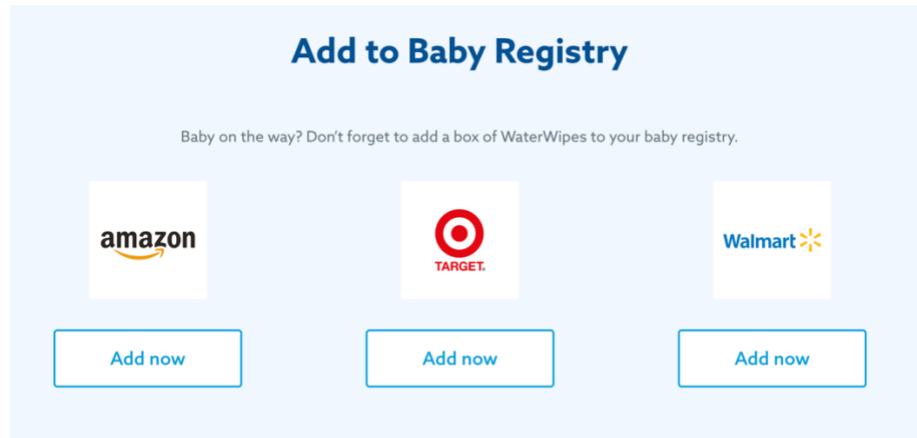 Add to Baby Registry
Baby on the way? Don't forget to add a box of WaterWipes to your baby registry.
amazon
TARGET.
Walmart
Add now
Add now
Add now